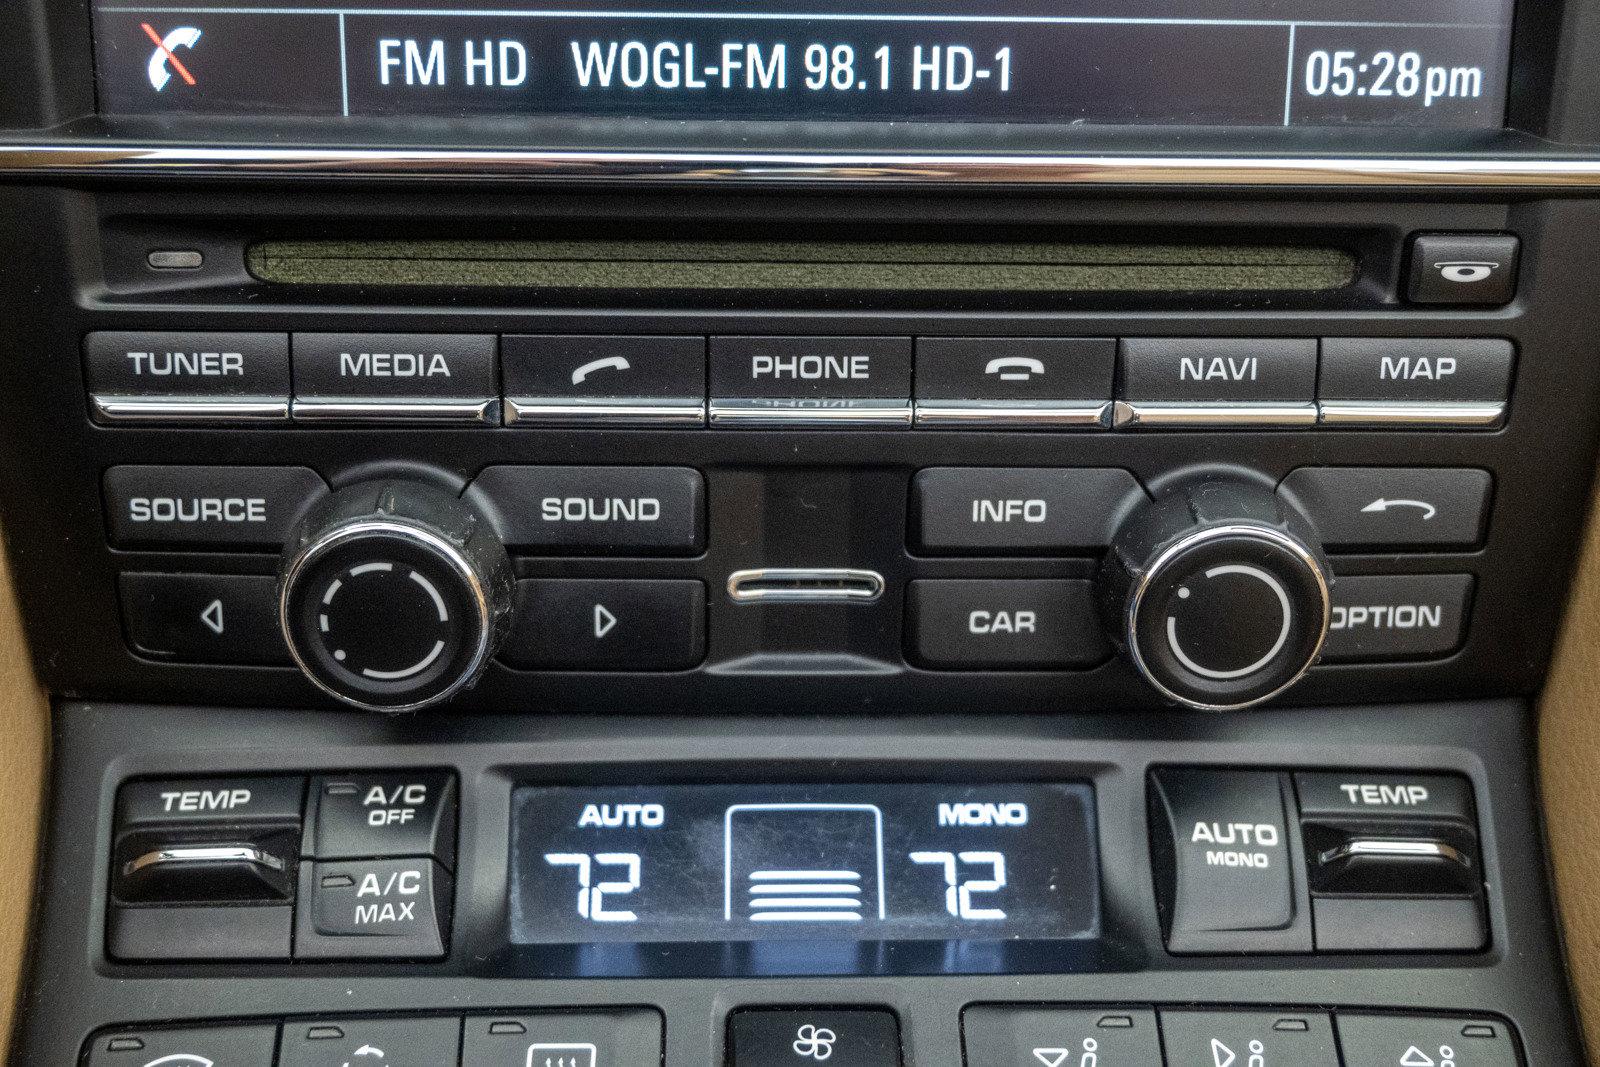 FM HD WOGL-FM 98.1 HD-1 05:28pm
TUNER MEDIA PHONE NAVI MAP
SOURCE SOUND INFO
CAR OPTION
TEMP A/C OFF AUTO MONO TEMP
72 72 AUTO MONO
A/C MAX